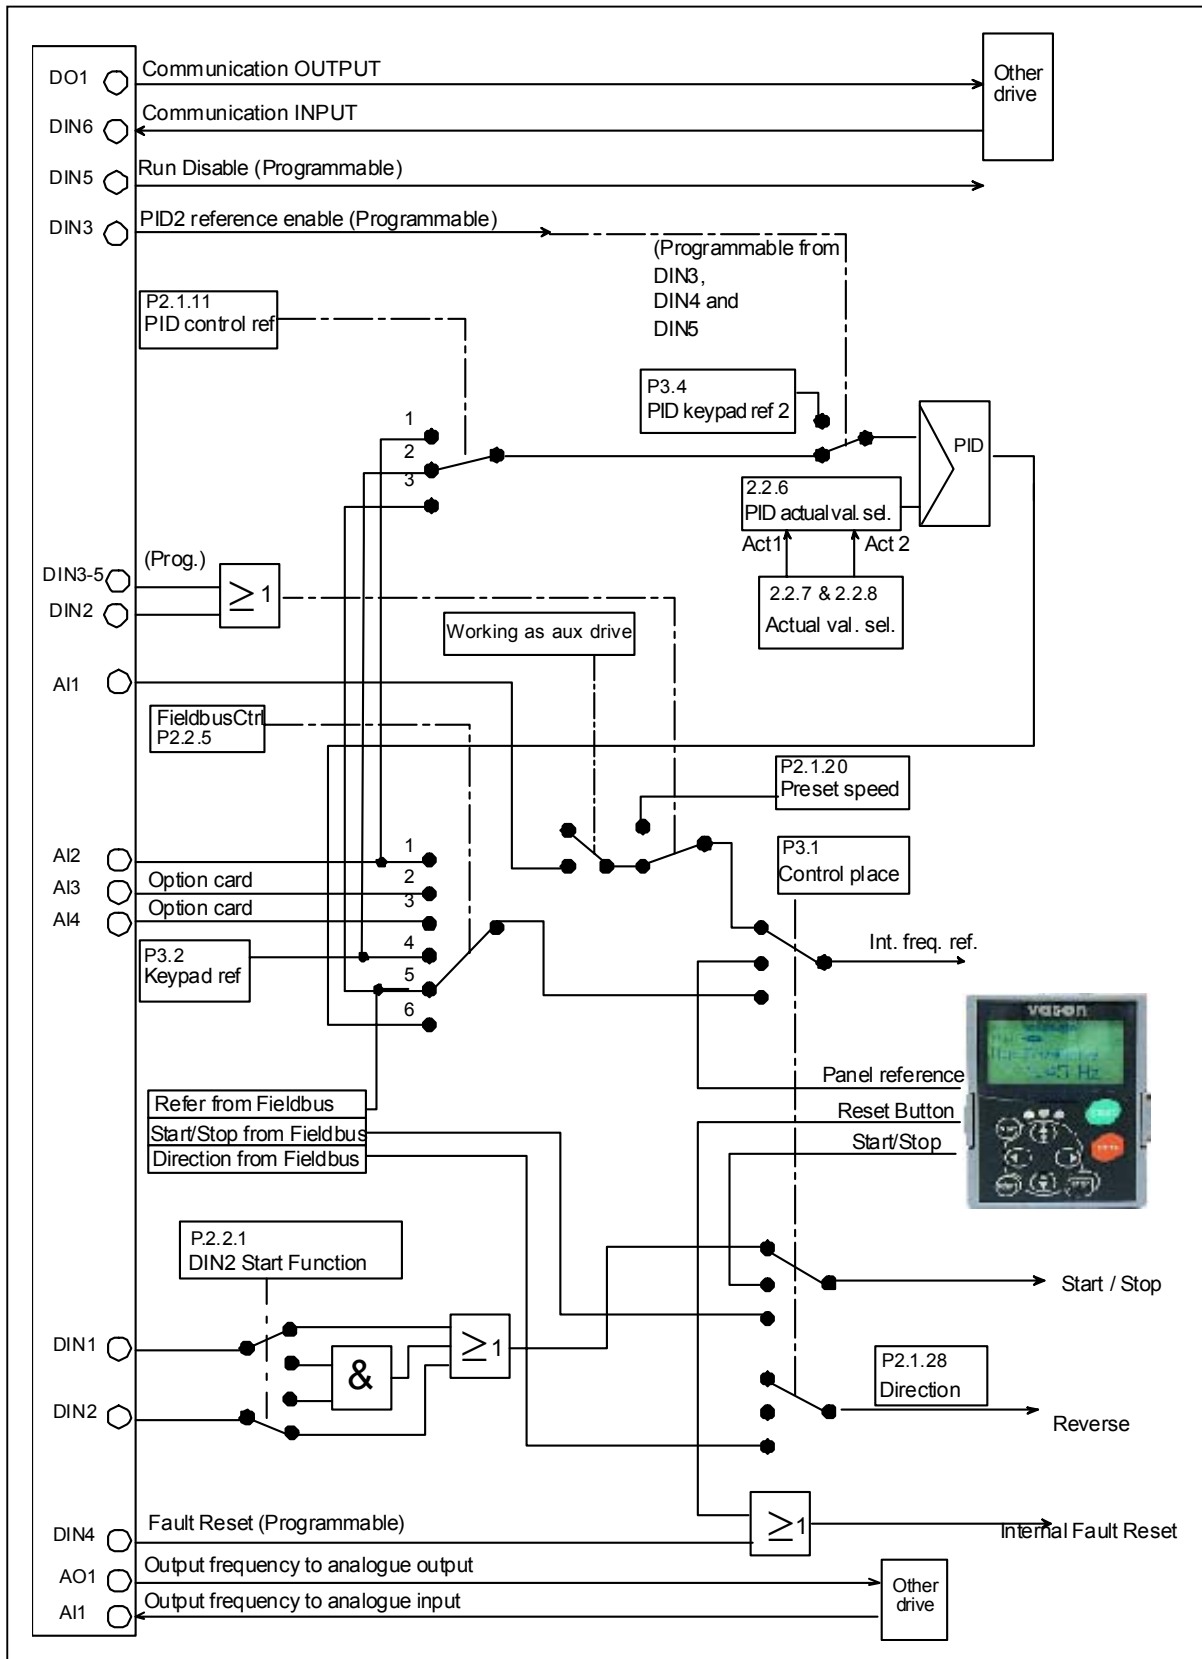 DO1
Communication OUTPUT
Other
drive
DIN6
Communication INPUT
DIN5
Run Disable (Programmable)
DIN3
PID2 reference enable (Programmable)
(Programmable from
DIN3,
DIN4 and
DIN5
P2.1.11
PID control ref
P3.4
PID keypad ref 2
1
2
3
PID
2.2.6
PID actual val. sel.
Act1
Act 2
2.2.7 & 2.2.8
Actual val. sel.
(Prog.)
DIN3-5
DIN2
≥1
Working as aux drive
AI1
FieldbusCtrl
P2.2.5
P2.1.20
Preset speed
P3.1
Control place
AI2
AI3
Option card
AI4
Option card
P3.2
Keypad ref
1
2
3
4
5
6
Int. freq. ref.
Panel reference
Reset Button
Start/Stop
Refer from Fieldbus
Start/Stop from Fieldbus
Direction from Fieldbus
P.2.2.1
DIN2 Start Function
Start / Stop
DIN1
&
≥1
DIN2
P2.1.28
Direction
Reverse
DIN4
Fault Reset (Programmable)
≥1
Internal Fault Reset
AO1
Output frequency to analogue output
AI1
Output frequency to analogue input
Other
drive